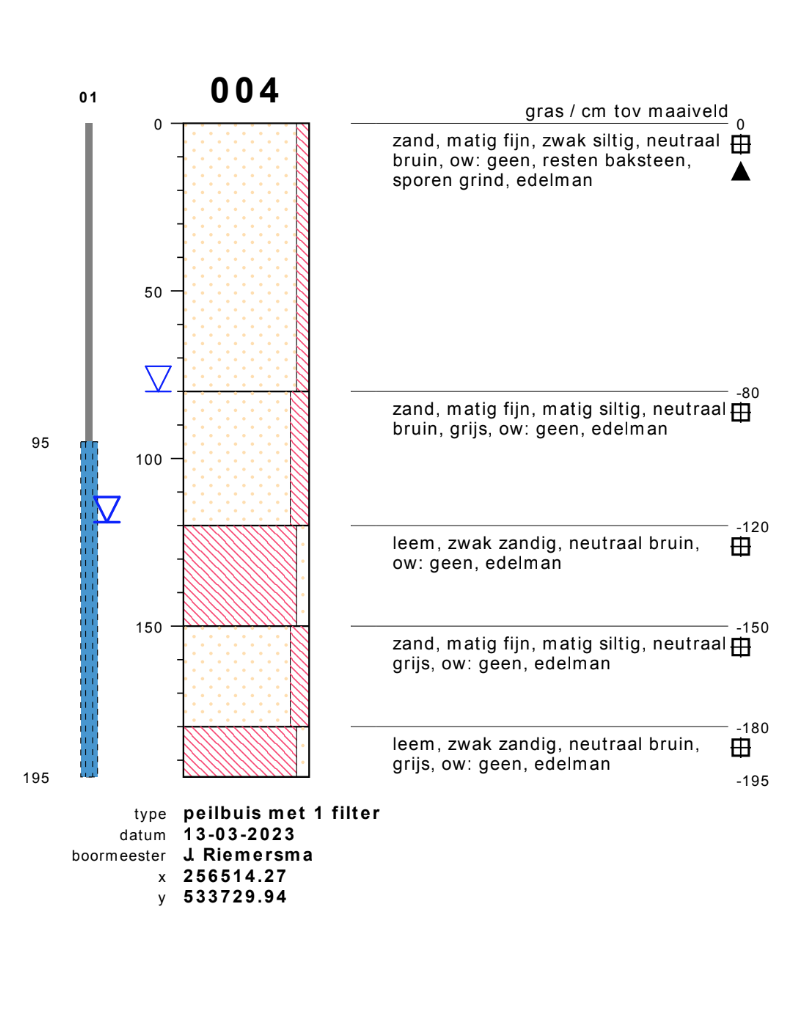 01
004
gras / cm tov maaiveld
0
0
zand, matig fijn, zwak siltig, neutraal
bruin, ow: geen, resten baksteen,
sporen grind, edelman
50
-80
zand, matig fijn, matig siltig, neutraal
bruin, grijs, ow: geen, edelman
95
100
-120
leem, zwak zandig, neutraal bruin,
ow: geen, edelman
150
-150
zand, matig fijn, matig siltig, neutraal
grijs, ow: geen, edelman
-180
leem, zwak zandig, neutraal bruin,
grijs, ow: geen, edelman
195
-195
type peilbuis met 1 filter
datum 13-03-2023
boormeester J. Riemersma
x 256514.27
y 533729.94